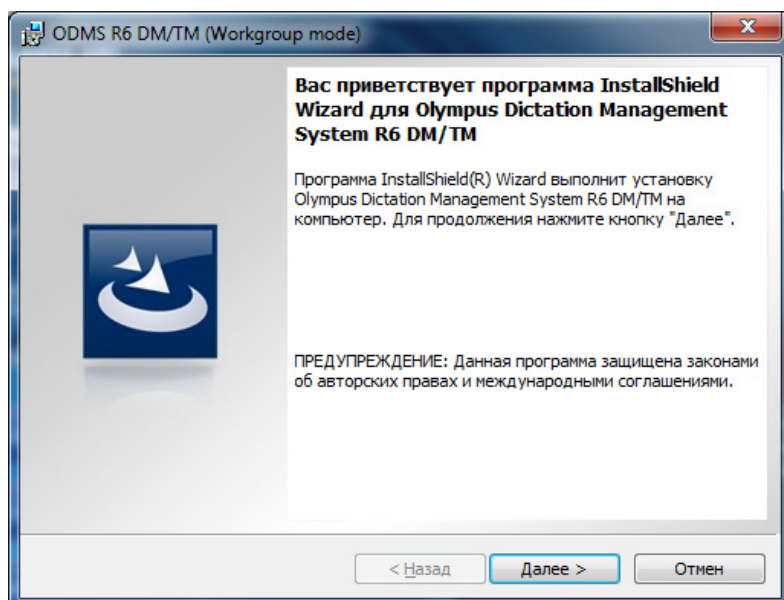 ODMS R6 DM/TM (Workgroup mode)
Вас приветствует программа InstallShield
Wizard для Olympus Dictation Management
System R6 DM/TM
Программа InstallShield(R) Wizard выполнит установку
Olympus Dictation Management System R6 DM/TM на
компьютер. Для продолжения нажмите кнопку "Далее".
ПРЕДУПРЕЖДЕНИЕ: Данная программа защищена законами
об авторских правах и международными соглашениями.
< Назад
Далее >
Отмен